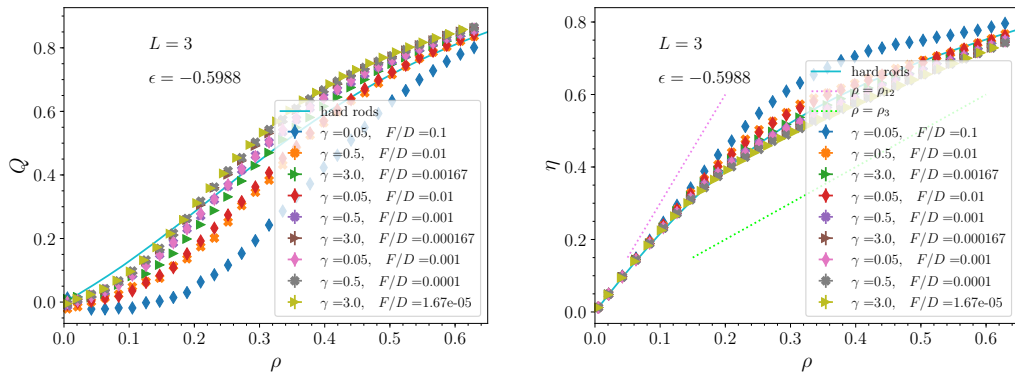 L = 3
ϵ = −0.5988
hard rods
γ =0.05, F/D =0.1
γ =0.5, F/D =0.01
γ =3.0, F/D =0.00167
γ =0.05, F/D =0.01
γ =0.5, F/D =0.001
γ =3.0, F/D =0.000167
γ =0.05, F/D =0.001
γ =0.5, F/D =0.0001
γ =3.0, F/D =1.67e-05
0.8
0.6
0.4
0.2
0.0
Q
0.0 0.1 0.2 0.3 0.4 0.5 0.6
ρ
L = 3
ϵ = −0.5988
hard rods
ρ = ρ₁₂
ρ = ρ₃
γ =0.05, F/D =0.1
γ =0.5, F/D =0.01
γ =3.0, F/D =0.00167
γ =0.05, F/D =0.01
γ =0.5, F/D =0.001
γ =3.0, F/D =0.000167
γ =0.05, F/D =0.001
γ =0.5, F/D =0.0001
γ =3.0, F/D =1.67e-05
0.8
0.6
0.4
0.2
0.0
η
0.0 0.1 0.2 0.3 0.4 0.5 0.6
ρ